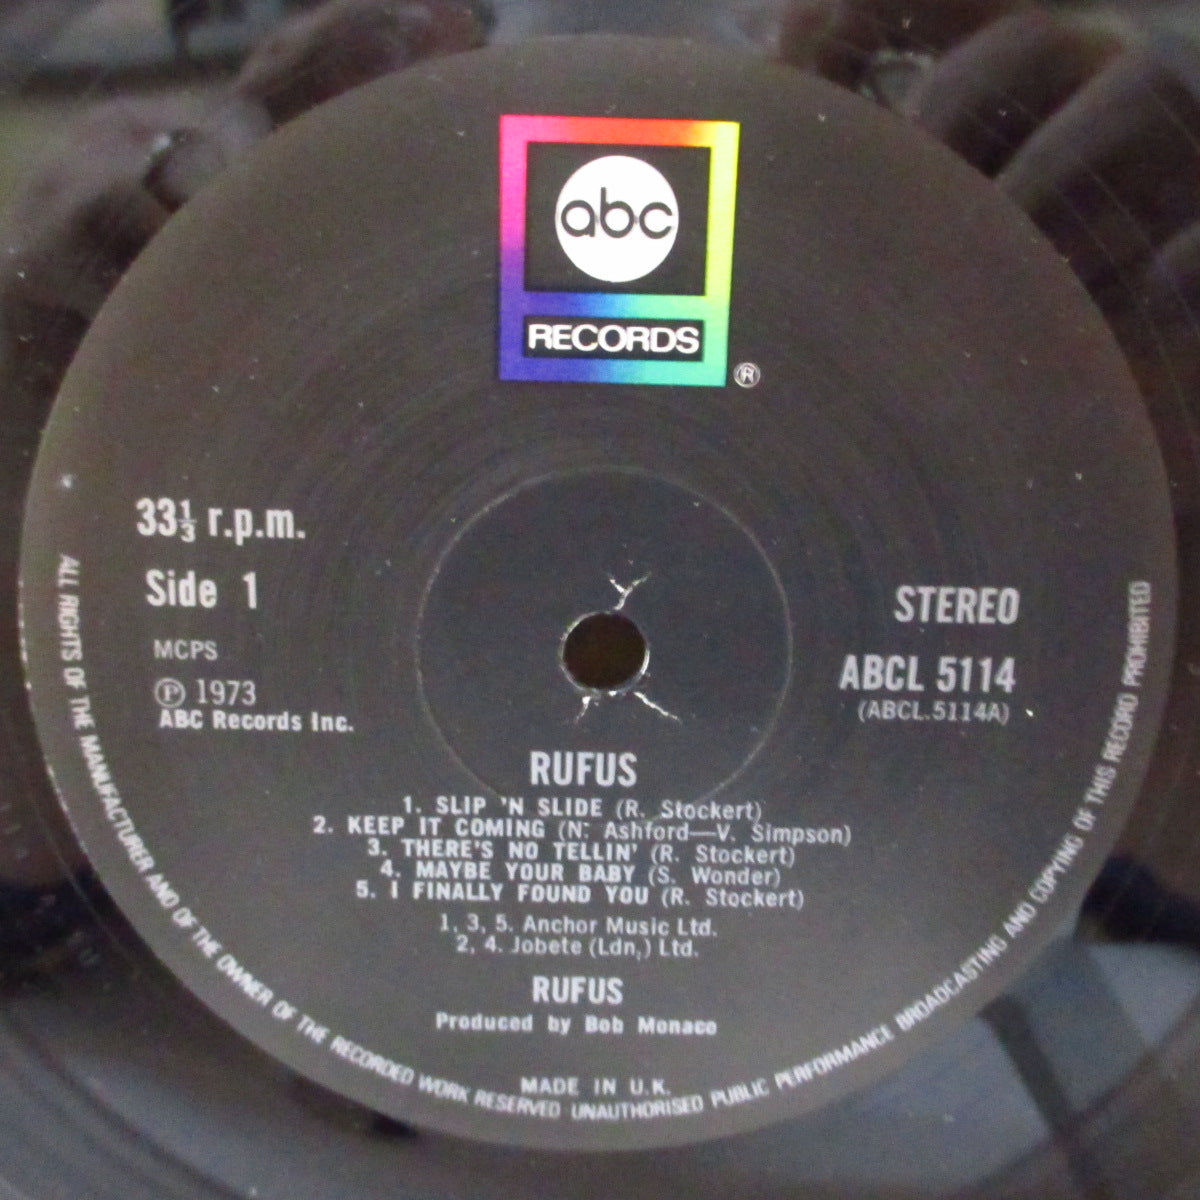 abc
RECORDS
®
33⅓ r.p.m.
Side 1
MCPS
℗ 1973
ABC Records Inc.
STEREO
ABCL 5114
(ABCL.5114A)
RUFUS
1. SLIP 'N SLIDE (R. Stockert)
2. KEEP IT COMING (N. Ashford—V. Simpson)
3. THERE'S NO TELLIN' (R. Stockert)
4. MAYBE YOUR BABY (S. Wonder)
5. I FINALLY FOUND YOU (R. Stockert)
1, 3, 5. Anchor Music Ltd.
2, 4. Jobete (Ldn,) Ltd.
RUFUS
Produced by Bob Monaco
MADE IN U.K.
ALL RIGHTS OF THE MANUFACTURER AND OF THE OWNER OF THE RECORDED WORK RESERVED UNAUTHORISED PUBLIC PERFORMANCE BROADCASTING AND COPYING OF THIS RECORD PROHIBITED